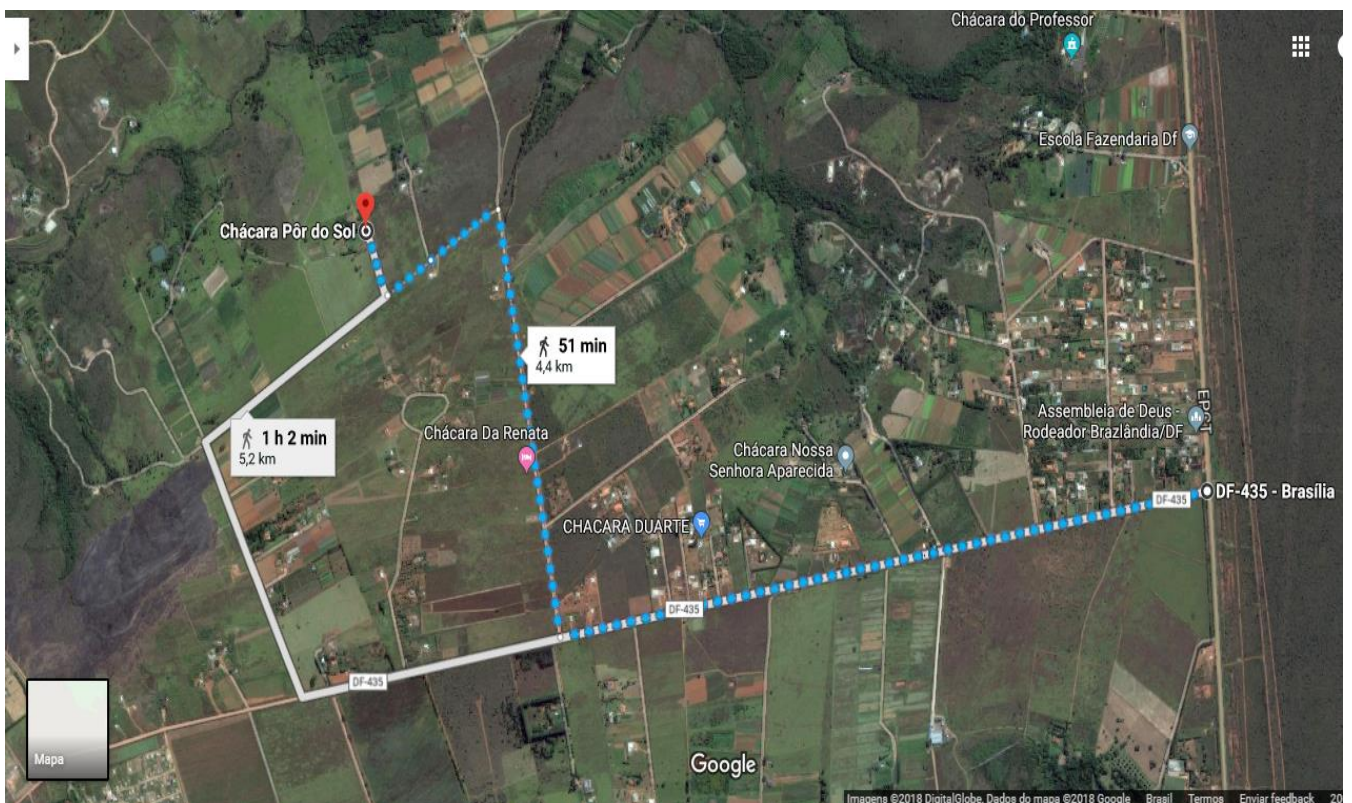 Chácara do Professor
Escola Fazendaria Df
Chácara Pôr do Sol
51 min
4,4 km
EPCT
Assembleia de Deus -
Rodeador Brazlândia/DF
1 h 2 min
5,2 km
Chácara Da Renata
Chácara Nossa
Senhora Aparecida
DF-435
DF-435 - Brasília
CHACARA DUARTE
DF-435
DF-435
Mapa
Google
Imagens ©2018 DigitalGlobe, Dados do mapa ©2018 Google Brasil Termos Enviar feedback 20